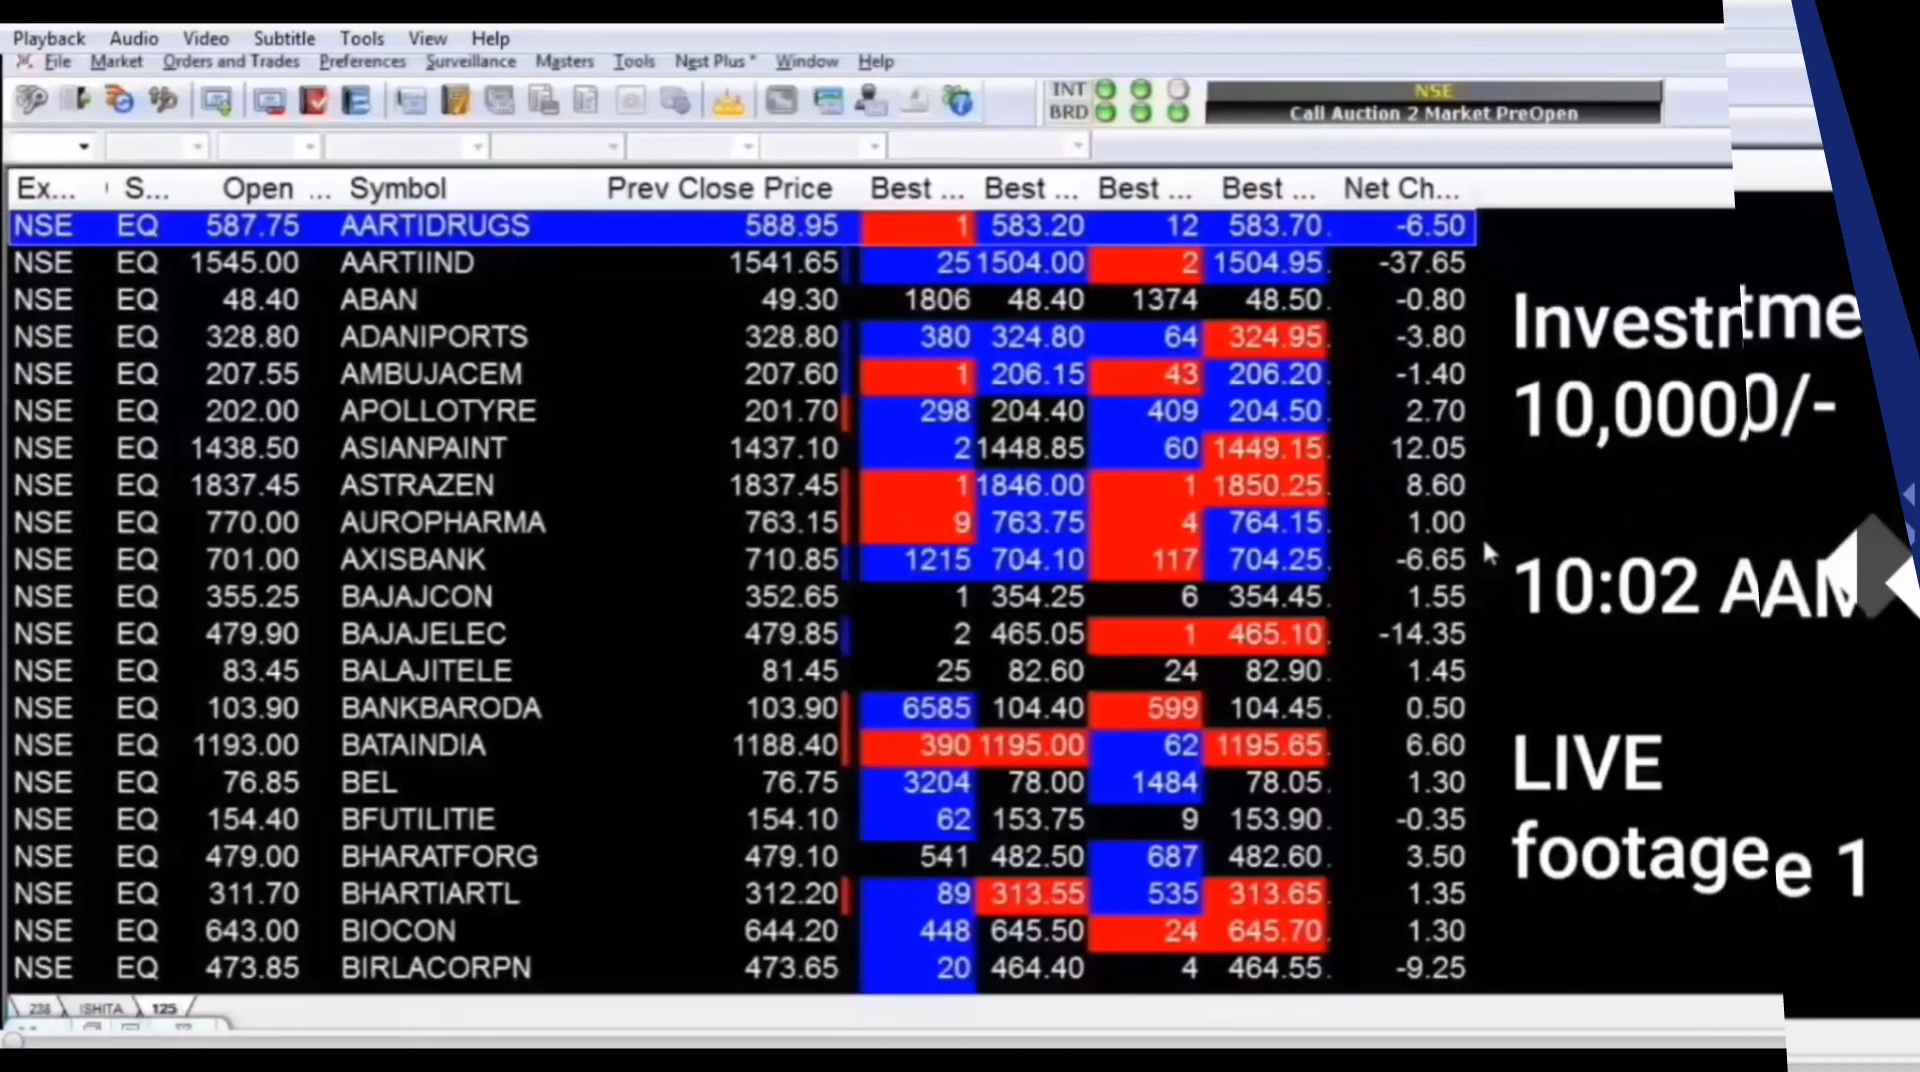 Playback Audio Video Subtitle Tools View Help
File Market Orders and Trades Preferences Surveillance Masters Tools Nest Plus Window Help
INT NSE
BRD Call Auction 2 Market PreOpen
Ex... S... Open ... Symbol Prev Close Price Best ... Best ... Best ... Best ... Net Ch...
NSE EQ 587.75 AARTIDRUGS 588.95 1 583.20 12 583.70 -6.50
NSE EQ 1545.00 AARTIIND 1541.65 25 1504.00 2 1504.95 -37.65
NSE EQ 48.40 ABAN 49.30 1806 48.40 1374 48.50 -0.80
NSE EQ 328.80 ADANIPORTS 328.80 380 324.80 64 324.95 -3.80
NSE EQ 207.55 AMBUJACEM 207.60 1 206.15 43 206.20 -1.40
NSE EQ 202.00 APOLLOTYRE 201.70 298 204.40 409 204.50 2.70
NSE EQ 1438.50 ASIANPAINT 1437.10 2 1448.85 60 1449.15 12.05
NSE EQ 1837.45 ASTRAZEN 1837.45 1 1846.00 1 1850.25 8.60
NSE EQ 770.00 AUROPHARMA 763.15 9 763.75 4 764.15 1.00
NSE EQ 701.00 AXISBANK 710.85 1215 704.10 117 704.25 -6.65
NSE EQ 355.25 BAJAJCON 352.65 1 354.25 6 354.45 1.55
NSE EQ 479.90 BAJAJELEC 479.85 2 465.05 1 465.10 -14.35
NSE EQ 83.45 BALAJITELE 81.45 25 82.60 24 82.90 1.45
NSE EQ 103.90 BANKBARODA 103.90 6585 104.40 599 104.45 0.50
NSE EQ 1193.00 BATAINDIA 1188.40 390 1195.00 62 1195.65 6.60
NSE EQ 76.85 BEL 76.75 3204 78.00 1484 78.05 1.30
NSE EQ 154.40 BFUTILITIE 154.10 62 153.75 9 153.90 -0.35
NSE EQ 479.00 BHARATFORG 479.10 541 482.50 687 482.60 3.50
NSE EQ 311.70 BHARTIARTL 312.20 89 313.55 535 313.65 1.35
NSE EQ 643.00 BIOCON 644.20 448 645.50 24 645.70 1.30
NSE EQ 473.85 BIRLACORPN 473.65 20 464.40 4 464.55 -9.25
238 ISHITA 125
Investme
10,000/-
10:02 AM
LIVE
footage 1